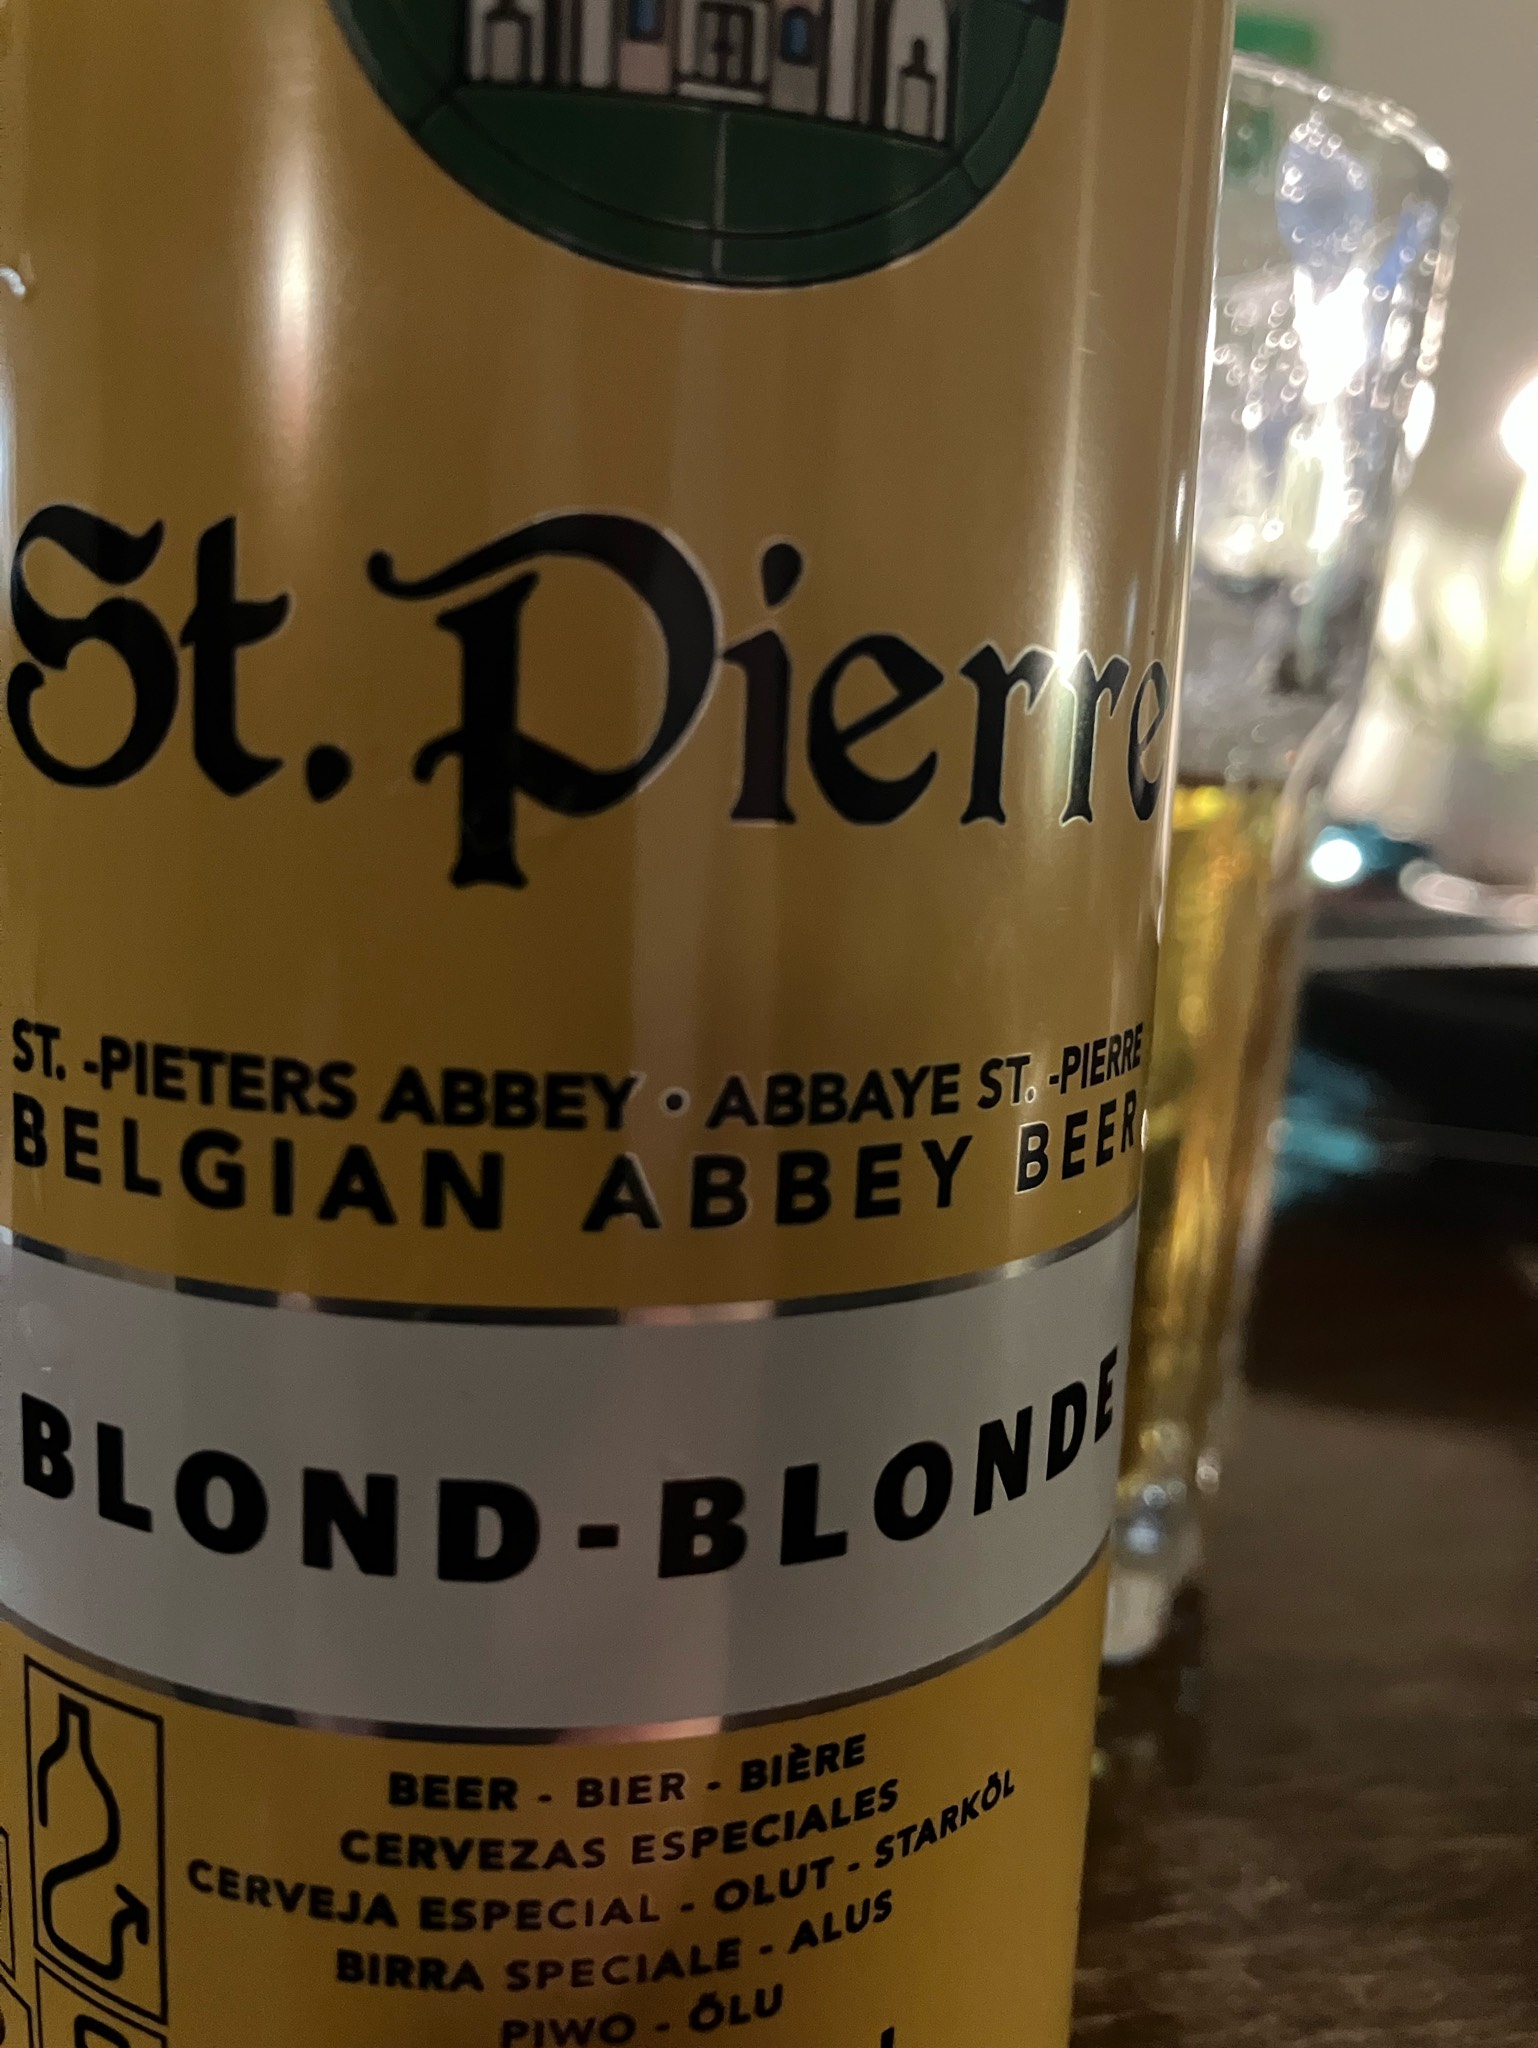 St. Pierre
ST. -PIETERS ABBEY • ABBAYE ST. -PIERRE
BELGIAN ABBEY BEER
BLOND - BLONDE
BEER - BIER - BIÈRE
CERVEZAS ESPECIALES
CERVEJA ESPECIAL - OLUT - STARKÖL
BIRRA SPECIALE - ALUS
PIWO - ÕLU